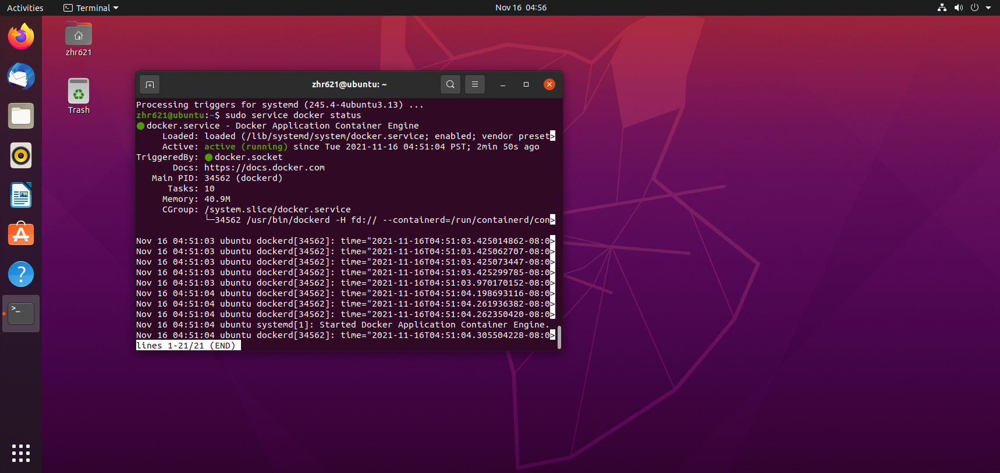 Activities
Terminal
Nov 16 04:56
zhr621
Trash
zhr621@ubuntu: ~
Processing triggers for systemd (245.4-4ubuntu3.13) ...
zhr621@ubuntu:~$ sudo service docker status
● docker.service - Docker Application Container Engine
     Loaded: loaded (/lib/systemd/system/docker.service; enabled; vendor preset>
     Active: active (running) since Tue 2021-11-16 04:51:04 PST; 2min 50s ago
TriggeredBy: ● docker.socket
       Docs: https://docs.docker.com
   Main PID: 34562 (dockerd)
      Tasks: 10
     Memory: 40.9M
     CGroup: /system.slice/docker.service
             └─34562 /usr/bin/dockerd -H fd:// --containerd=/run/containerd/con>
Nov 16 04:51:03 ubuntu dockerd[34562]: time="2021-11-16T04:51:03.425014862-08:0>
Nov 16 04:51:03 ubuntu dockerd[34562]: time="2021-11-16T04:51:03.425062707-08:0>
Nov 16 04:51:03 ubuntu dockerd[34562]: time="2021-11-16T04:51:03.425073447-08:0>
Nov 16 04:51:03 ubuntu dockerd[34562]: time="2021-11-16T04:51:03.425299785-08:0>
Nov 16 04:51:03 ubuntu dockerd[34562]: time="2021-11-16T04:51:03.970170152-08:0>
Nov 16 04:51:04 ubuntu dockerd[34562]: time="2021-11-16T04:51:04.198693116-08:0>
Nov 16 04:51:04 ubuntu dockerd[34562]: time="2021-11-16T04:51:04.261936382-08:0>
Nov 16 04:51:04 ubuntu dockerd[34562]: time="2021-11-16T04:51:04.262350420-08:0>
Nov 16 04:51:04 ubuntu systemd[1]: Started Docker Application Container Engine.
Nov 16 04:51:04 ubuntu dockerd[34562]: time="2021-11-16T04:51:04.305504228-08:0>
lines 1-21/21 (END)